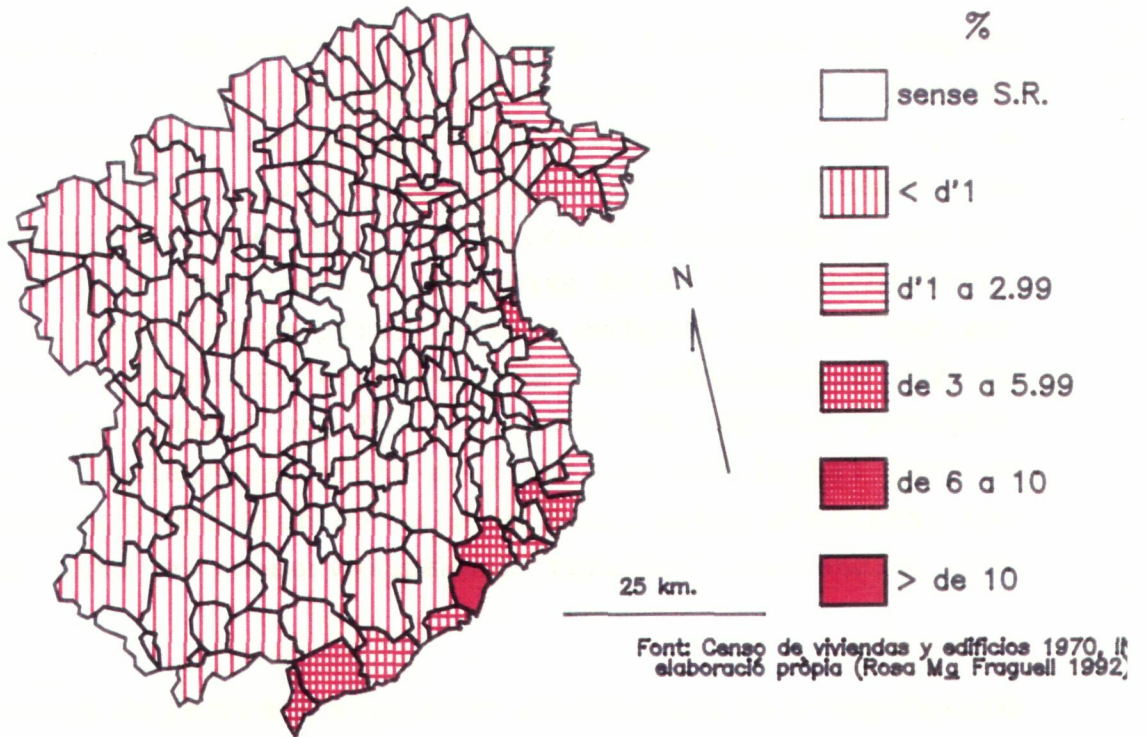 %
sense S.R.
< d'1
d'1 a 2.99
de 3 a 5.99
de 6 a 10
> de 10
N
25 km.
Font: Censo de viviendas y edificios 1970,
elaboració pròpia (Rosa Mª Fraguell 1992)